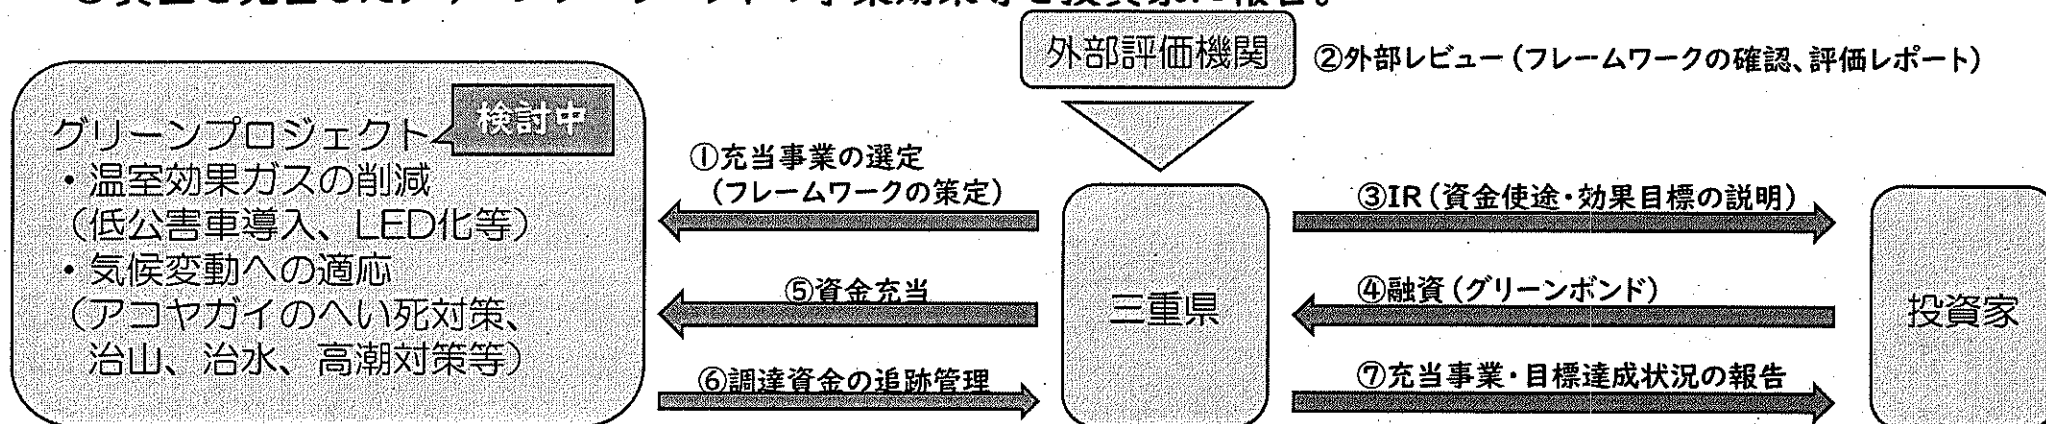 外部評価機関
②外部レビュー（フレームワークの確認、評価レポート）
検討中
グリーンプロジェクト
・温室効果ガスの削減
（低公害車導入、LED化等）
・気候変動への適応
（アコヤガイのへい死対策、
治山、治水、高潮対策等）
①充当事業の選定
（フレームワークの策定）
⑤資金充当
⑥調達資金の追跡管理
三重県
③IR（資金使途・効果目標の説明）
④融資（グリーンボンド）
⑦充当事業・目標達成状況の報告
投資家